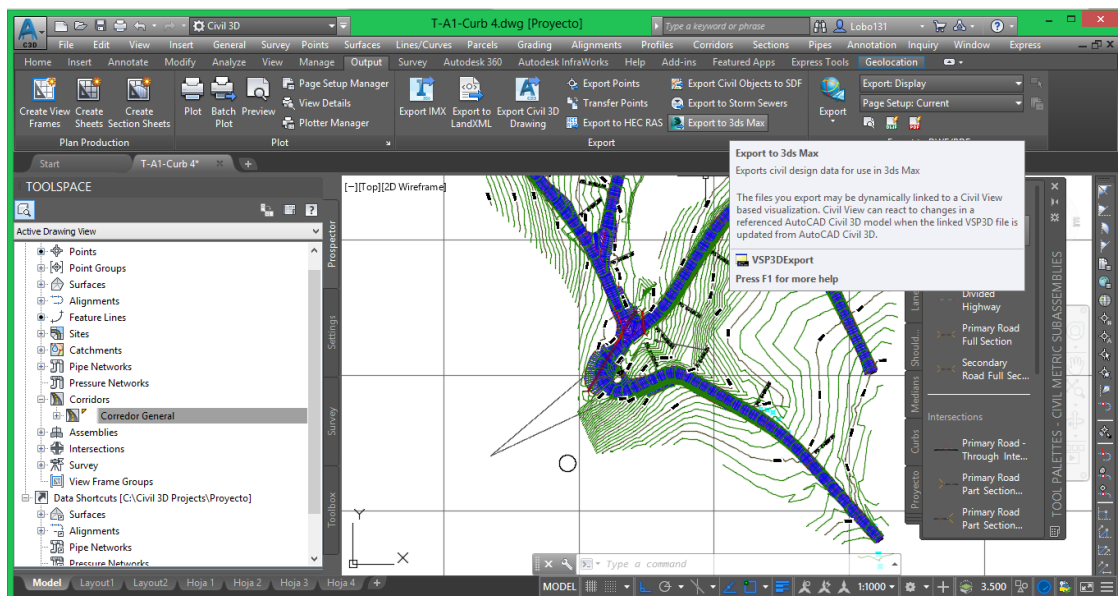 Civil 3D
T-A1-Curb 4.dwg [Proyecto]
Type a keyword or phrase
Lobo131
C3D
File Edit View Insert General Survey Points Surfaces Lines/Curves Parcels Grading Alignments Profiles Corridors Sections Pipes Annotation Inquiry Window Express
Home Insert Annotate Modify Analyze View Manage Output Survey Autodesk 360 Autodesk InfraWorks Help Add-ins Featured Apps Express Tools Geolocation
Create View Frames
Create Sheets
Create Section Sheets
Plan Production
Plot
Batch Plot
Preview
Page Setup Manager
View Details
Plotter Manager
Plot
Export IMX
Export to LandXML
Export Civil 3D Drawing
Export Points
Transfer Points
Export to HEC RAS
Export Civil Objects to SDF
Export to Storm Sewers
Export to 3ds Max
Export
Export
Export: Display
Page Setup: Current
Start
T-A1-Curb 4*
Export to 3ds Max
Exports civil design data for use in 3ds Max
The files you export may be dynamically linked to a Civil View
based visualization. Civil View can react to changes in a
referenced AutoCAD Civil 3D model when the linked VSP3D file is
updated from AutoCAD Civil 3D.
VSP3DExport
Press F1 for more help
TOOLSPACE
Active Drawing View
Points
Point Groups
Surfaces
Alignments
Feature Lines
Sites
Catchments
Pipe Networks
Pressure Networks
Corridors
Corredor General
Assemblies
Intersections
Survey
View Frame Groups
Data Shortcuts [C:\Civil 3D Projects\Proyecto]
Surfaces
Alignments
Pipe Networks
Pressure Networks
Prospector
Settings
Survey
Toolbox
[−][Top][2D Wireframe]
Y
X
Lane
Should...
Medians
Curbs
Proyecto
Divided
Highway
Primary Road
Full Section
Secondary
Road Full Sec...
Intersections
Primary Road -
Through Inte...
Primary Road
Part Section...
Primary Road
Part Section...
TOOL PALETTES - CIVIL METRIC SUBASSEMBLIES
Type a command
Model Layout1 Layout2 Hoja 1 Hoja 2 Hoja 3 Hoja 4 +
MODEL
1:1000
3.500